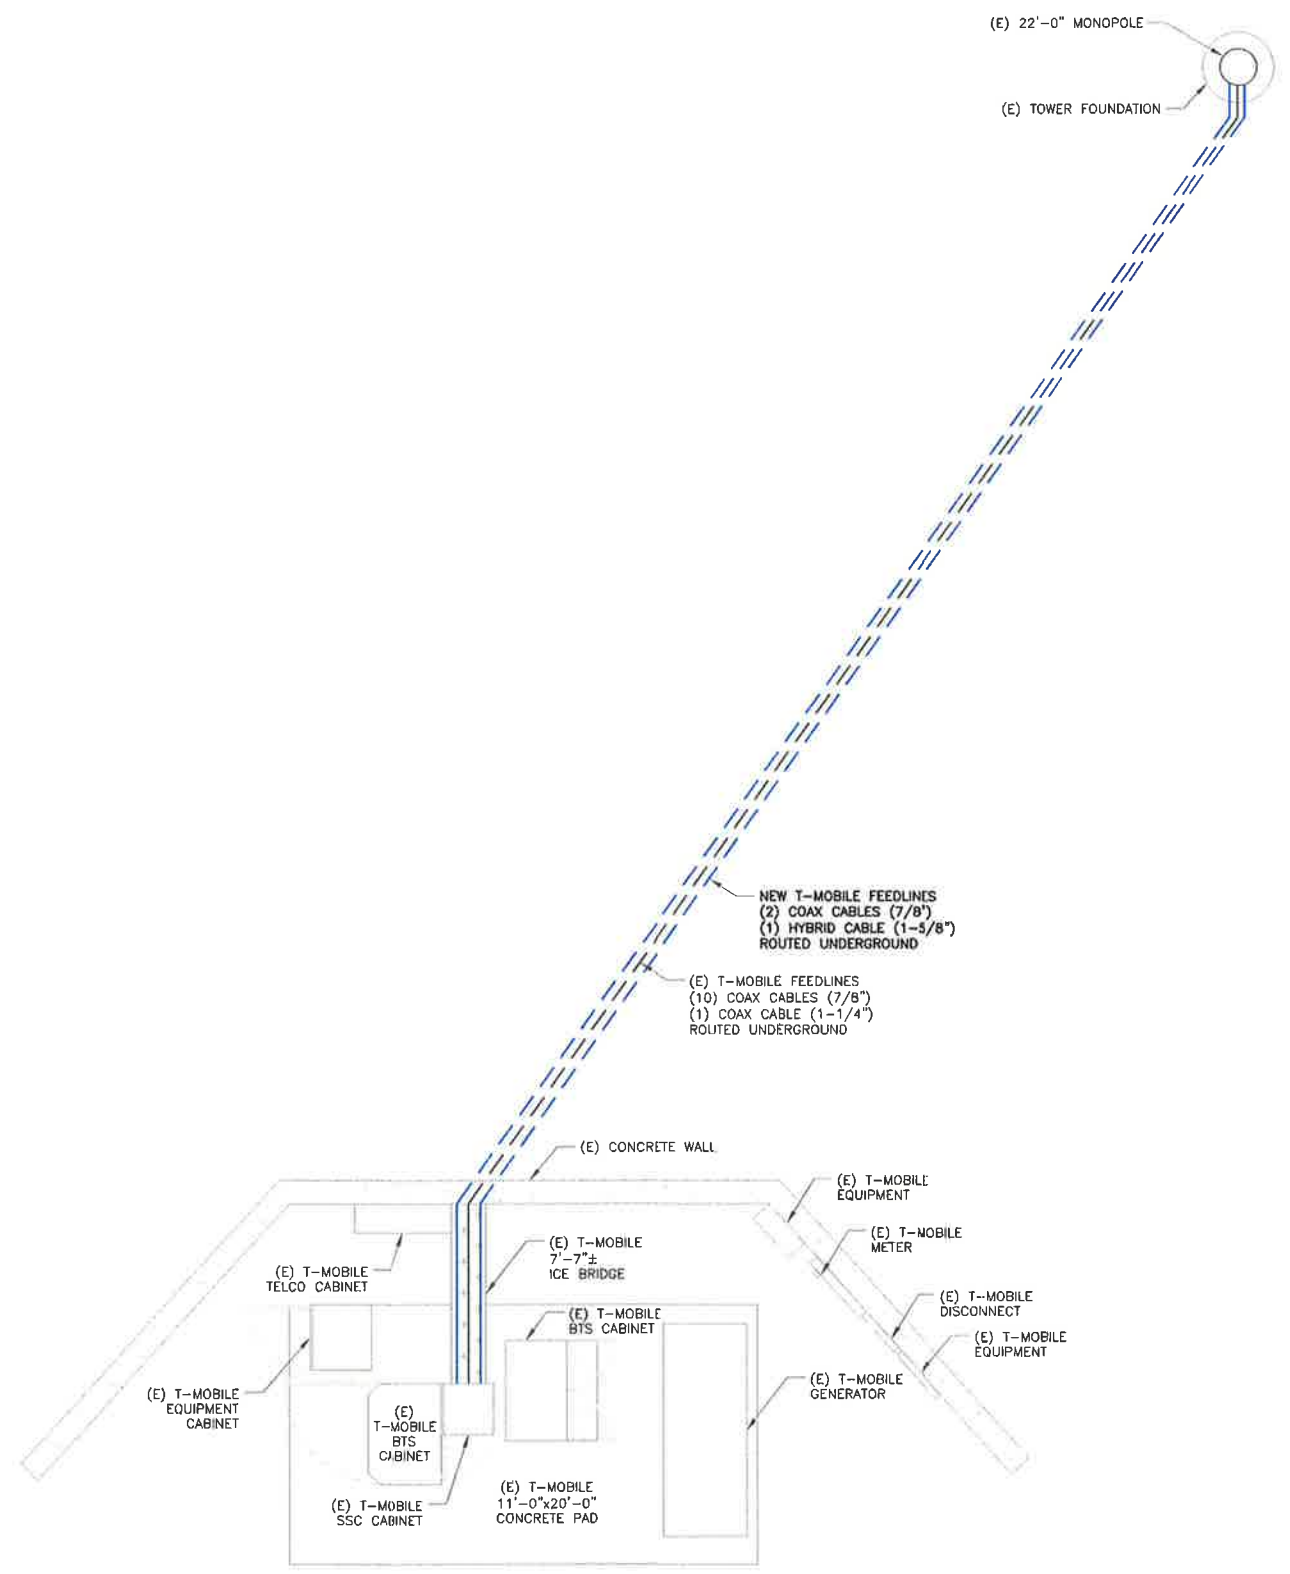 (E) 22'-0" MONOPOLE
(E) TOWER FOUNDATION
NEW T-MOBILE FEEDLINES
(2) COAX CABLES (7/8")
(1) HYBRID CABLE (1-5/8")
ROUTED UNDERGROUND
(E) T-MOBILE FEEDLINES
(10) COAX CABLES (7/8")
(1) COAX CABLE (1-1/4")
ROUTED UNDERGROUND
(E) CONCRETE WALL
(E) T-MOBILE
EQUIPMENT
(E) T-MOBILE
METER
(E) T-MOBILE
7'-7"±
ICE BRIDGE
(E) T-MOBILE
TELCO CABINET
(E) T-MOBILE
DISCONNECT
(E) T-MOBILE
BTS CABINET
(E) T-MOBILE
EQUIPMENT
(E) T-MOBILE
GENERATOR
(E) T-MOBILE
EQUIPMENT
CABINET
(E)
T-MOBILE
BTS
CABINET
(E) T-MOBILE
11'-0"x20'-0"
CONCRETE PAD
(E) T-MOBILE
SSC CABINET